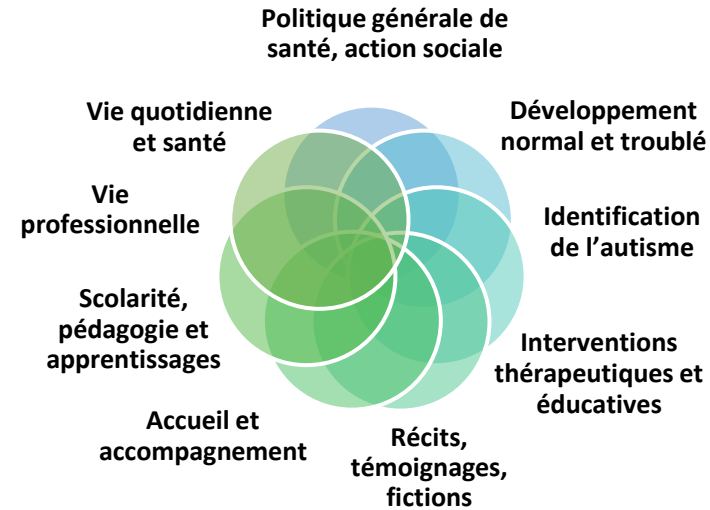 Politique générale de
santé, action sociale
Développement
normal et troublé
Identification
de l’autisme
Interventions
thérapeutiques et
éducatives
Récits,
témoignages,
fictions
Accueil et
accompagnement
Scolarité,
pédagogie et
apprentissages
Vie
professionnelle
Vie quotidienne
et santé